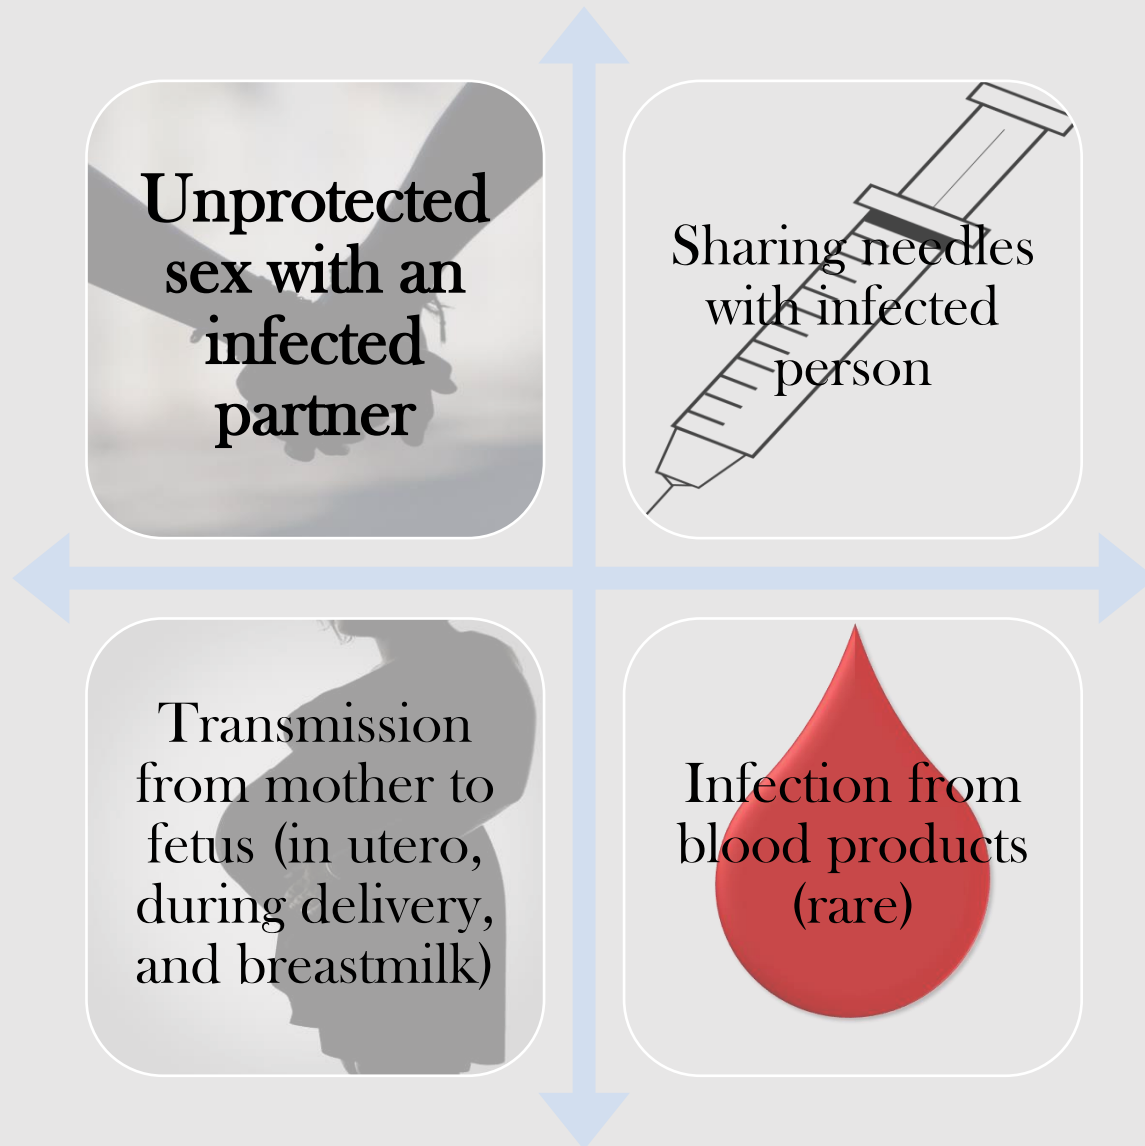 Unprotected
sex with an
infected
partner
Sharing needles
with infected
person
Transmission
from mother to
fetus (in utero,
during delivery,
and breastmilk)
Infection from
blood products
(rare)